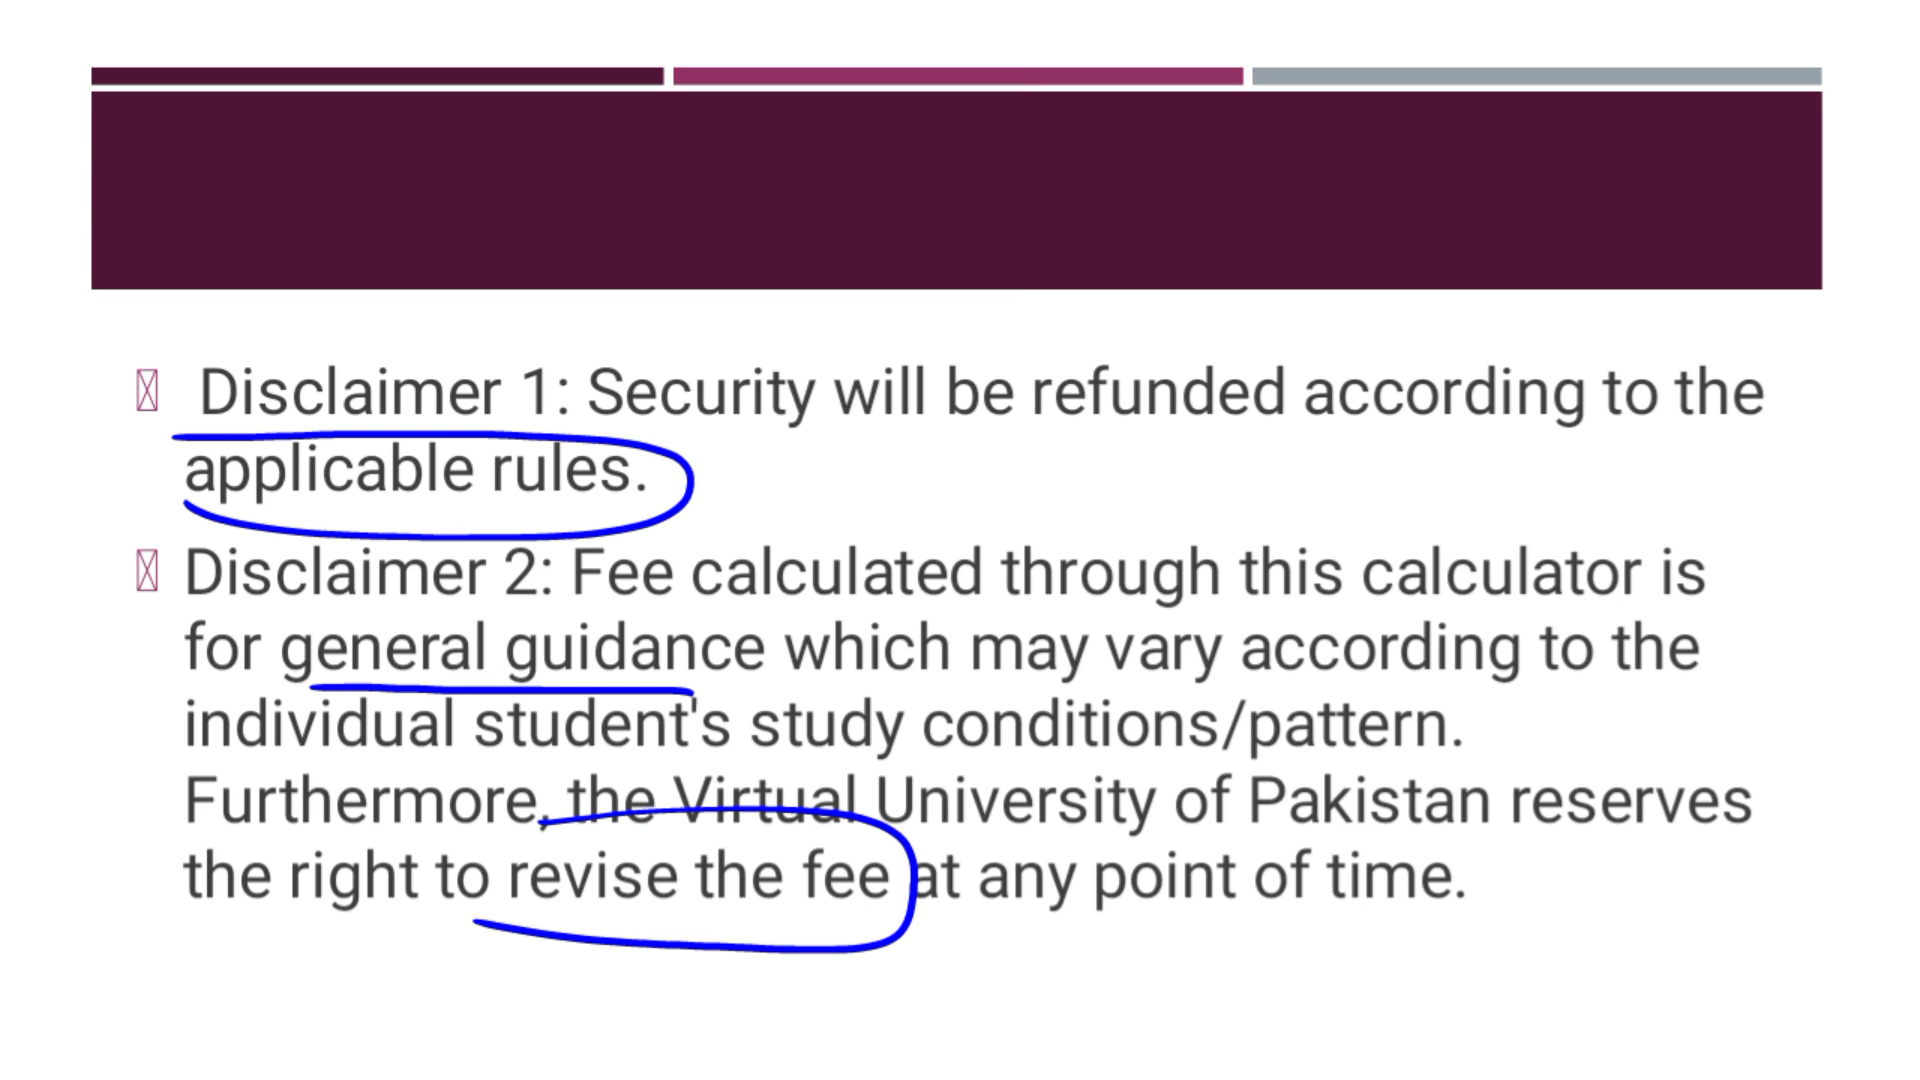 Disclaimer 1: Security will be refunded according to the
applicable rules.
Disclaimer 2: Fee calculated through this calculator is
for general guidance which may vary according to the
individual student's study conditions/pattern.
Furthermore, the Virtual University of Pakistan reserves
the right to revise the fee at any point of time.